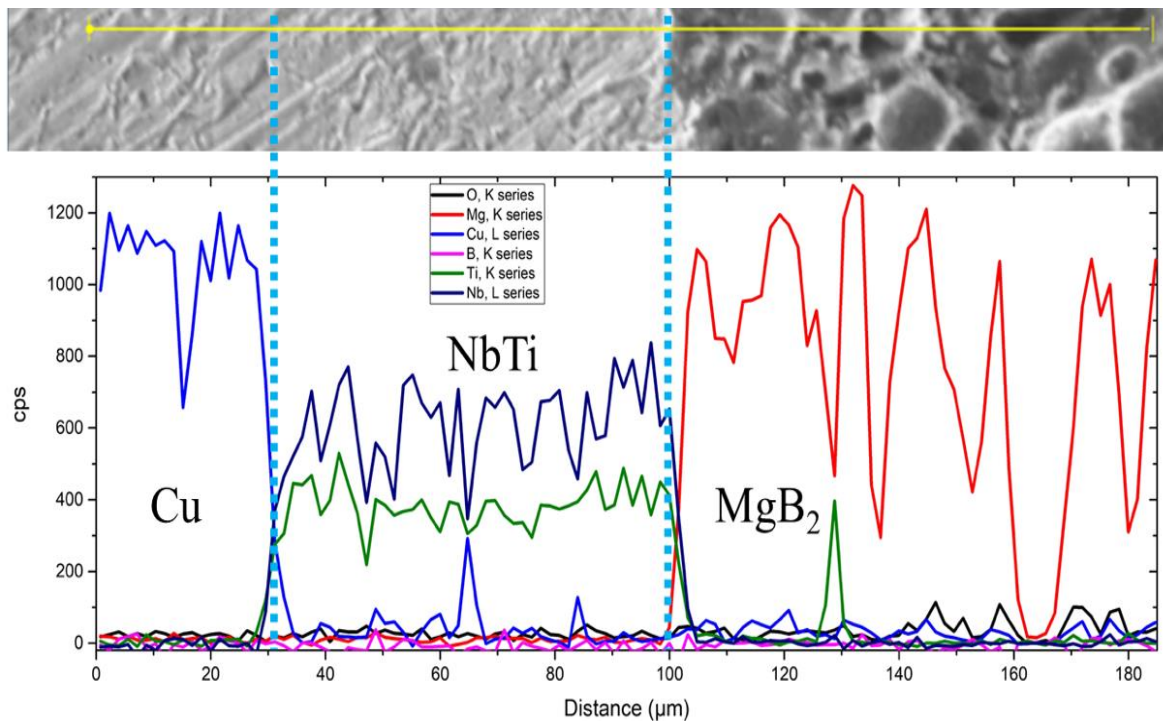 O, K series
Mg, K series
Cu, L series
B, K series
Ti, K series
Nb, L series
NbTi
Cu
MgB₂
cps
1200
1000
800
600
400
200
0
0 20 40 60 80 100 120 140 160 180
Distance (µm)